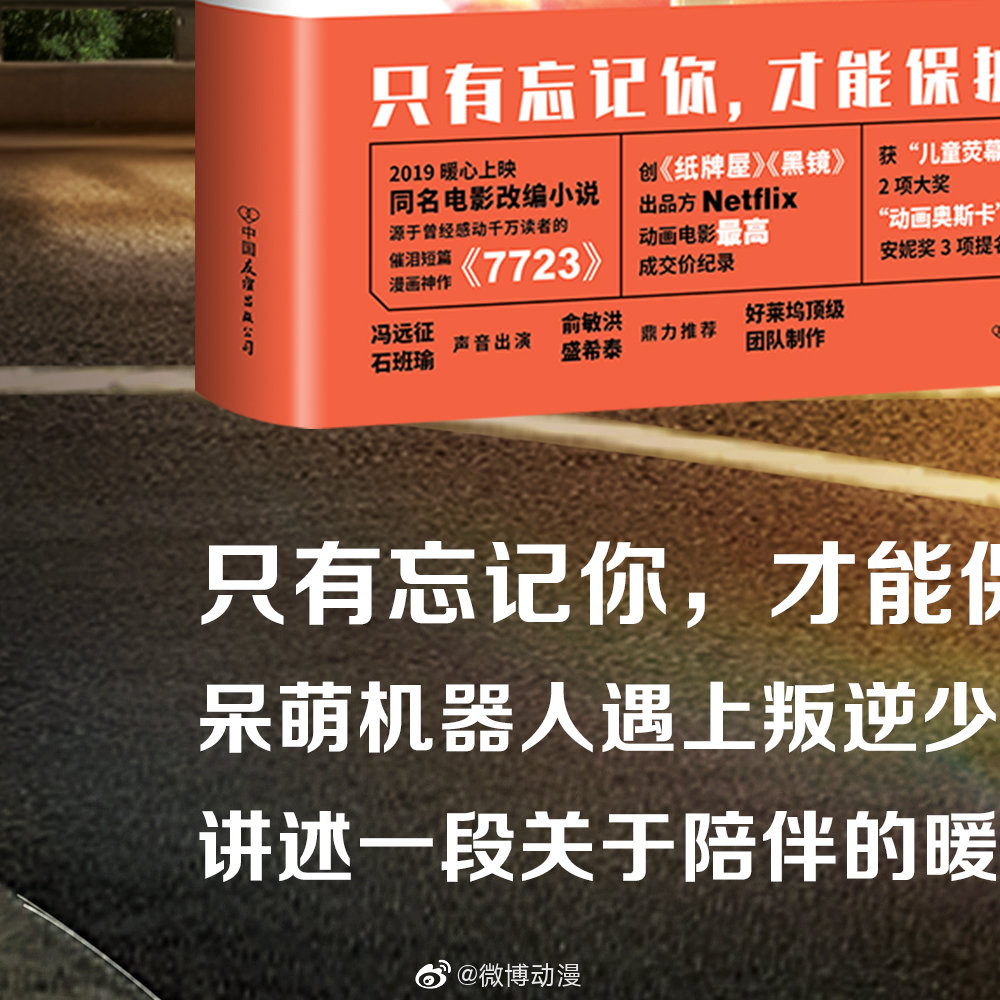 只有忘记你，才能保护
2019 暖心上映
同名电影改编小说
源于曾经感动千万读者的
催泪短篇
漫画神作《7723》
创《纸牌屋》《黑镜》
出品方 Netflix
动画电影最高
成交价纪录
获“儿童荧幕
2 项大奖
“动画奥斯卡”
安妮奖 3 项提名
冯远征
石班瑜
声音出演
俞敏洪
盛希泰
鼎力推荐
好莱坞顶级
团队制作
中国友谊出版公司
只有忘记你，才能保
呆萌机器人遇上叛逆少
讲述一段关于陪伴的暖
@微博动漫